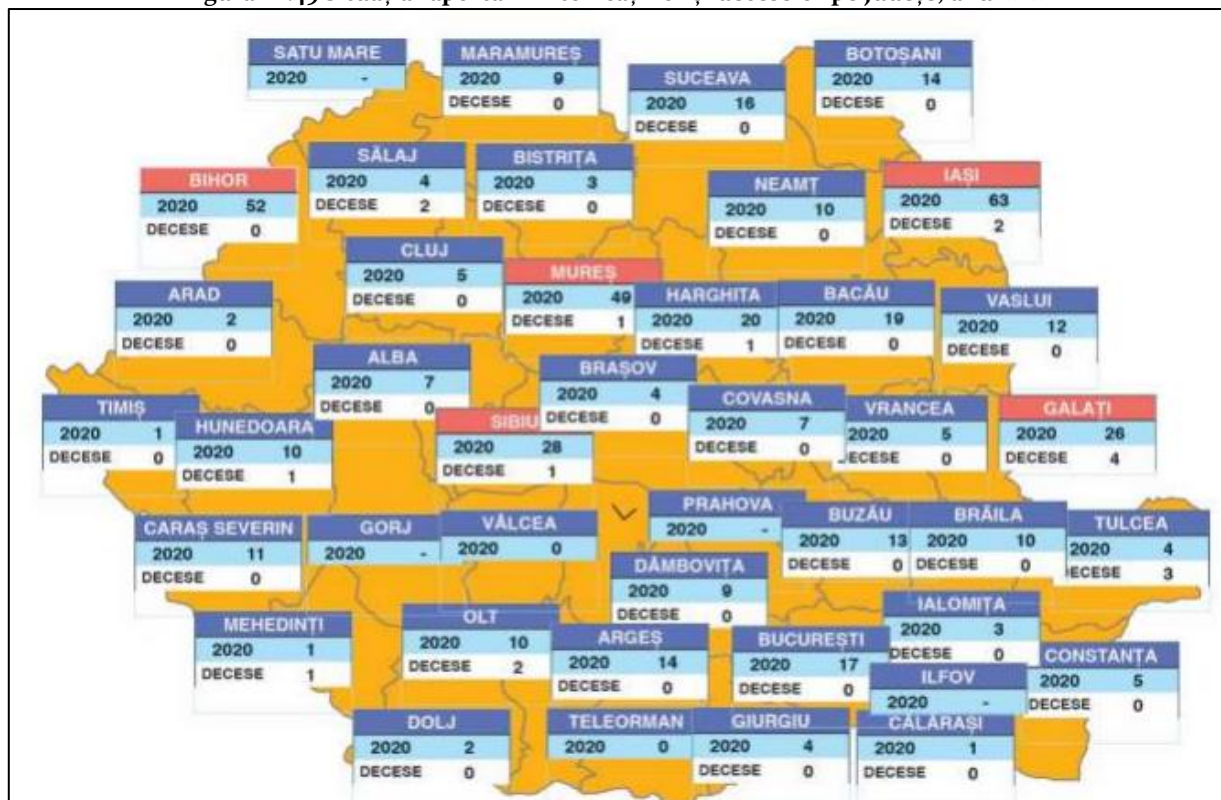 SATU MARE
2020 -
MARAMUREȘ
2020 9
DECESE 0
SUCEAVA
2020 16
DECESE 0
BOTOȘANI
2020 14
DECESE 0
BIHOR
2020 52
DECESE 0
SĂLAJ
2020 4
DECESE 2
BISTRIȚA
2020 3
DECESE 0
NEAMȚ
2020 10
DECESE 0
IAȘI
2020 63
DECESE 2
CLUJ
2020 5
DECESE 0
MUREȘ
2020 49
DECESE 1
HARGHITA
2020 20
DECESE 1
BACĂU
2020 19
DECESE 0
VASLUI
2020 12
DECESE 0
ARAD
2020 2
DECESE 0
ALBA
2020 7
DECESE 0
BRAȘOV
2020 4
DECESE 0
COVASNA
2020 7
DECESE 0
VRANCEA
2020 5
DECESE 0
GALAȚI
2020 26
DECESE 4
TIMIȘ
2020 1
DECESE 0
HUNEDOARA
2020 10
DECESE 1
SIBIU
2020 28
DECESE 1
CARAȘ SEVERIN
2020 11
DECESE 0
GORJ
2020 -
VÂLCEA
2020 0
PRAHOVA
2020 -
BUZĂU
2020 13
DECESE 0
BRĂILA
2020 10
DECESE 0
TULCEA
2020 4
ECESE 3
DÂMBOVIȚA
2020 9
DECESE 0
MEHEDINȚI
2020 1
DECESE 1
OLT
2020 10
DECESE 2
ARGEȘ
2020 14
DECESE 0
BUCUREȘTI
2020 17
DECESE 0
IALOMIȚA
2020 3
DECESE 0
ILFOV
2020 -
CONSTANȚA
2020 5
DECESE 0
DOLJ
2020 2
DECESE 0
TELEORMAN
2020 0
GIURGIU
2020 4
DECESE 0
CĂLĂRAȘI
2020 1
DECESE 0